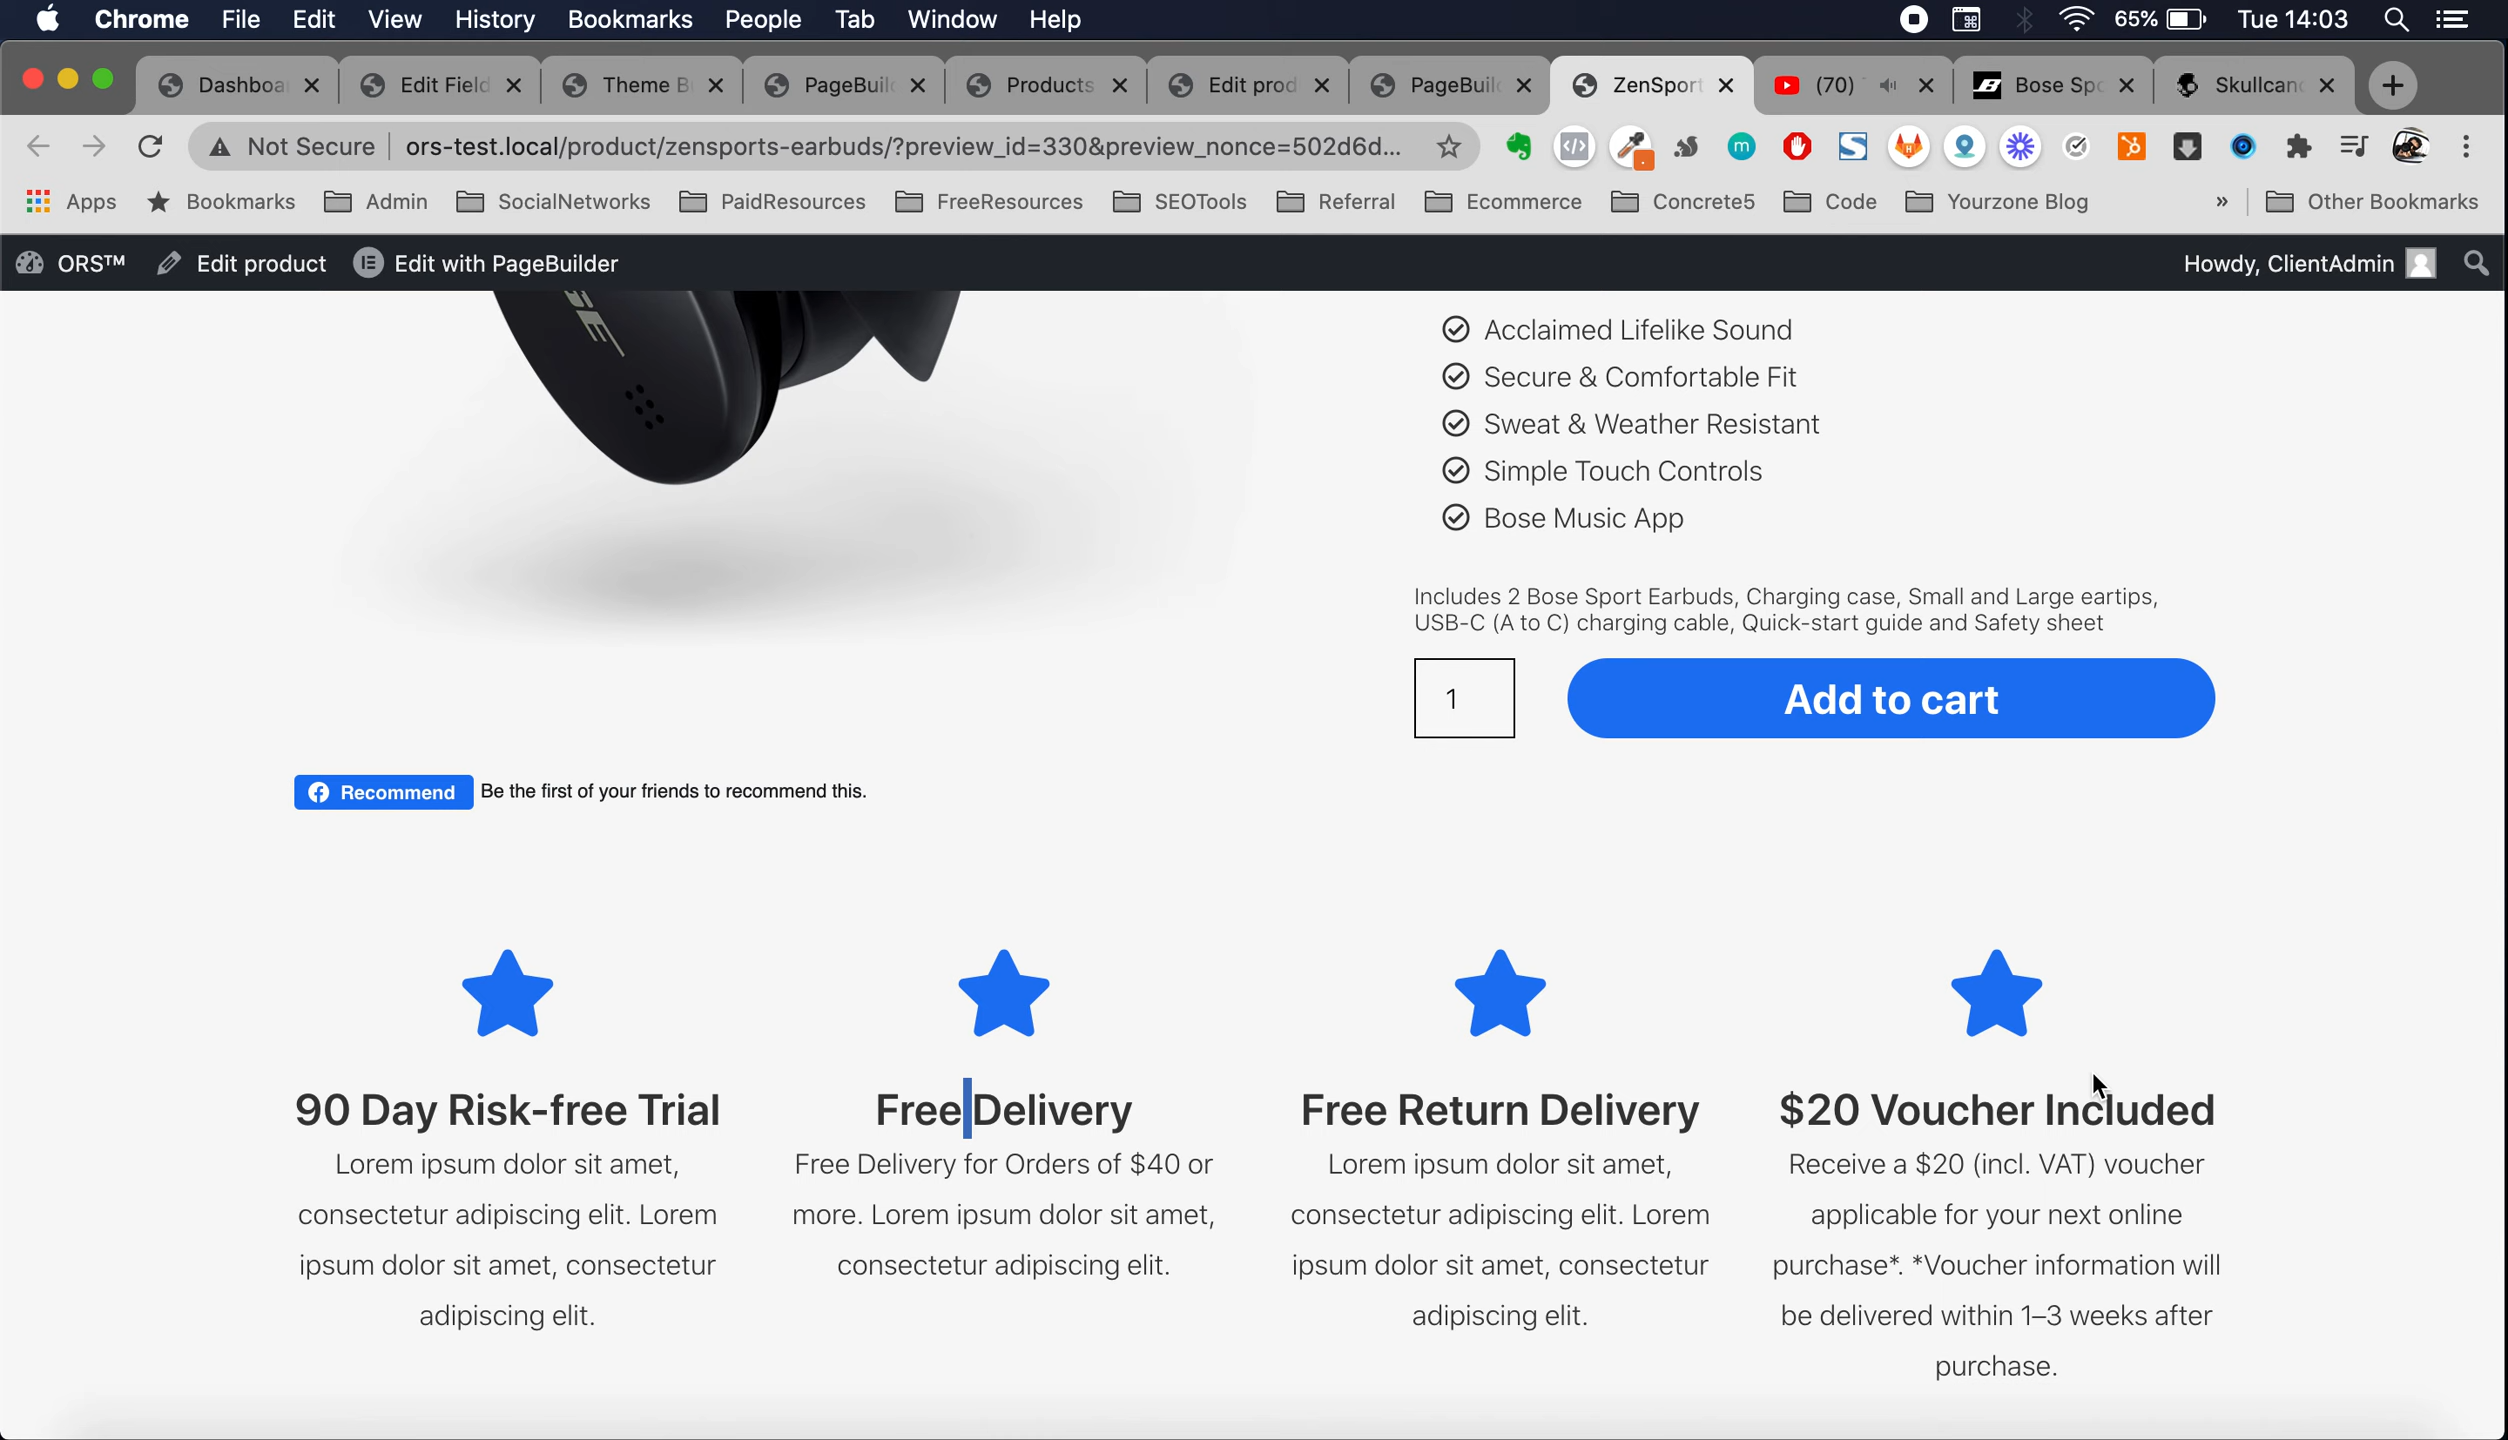 Chrome File Edit View History Bookmarks People Tab Window Help 65% Tue 14:03
Dashboa Edit Field Theme B PageBuil Products Edit prod PageBuil ZenSport (70) Bose Spo Skullcan
Not Secure ors-test.local/product/zensports-earbuds/?preview_id=330&preview_nonce=502d6d...
Apps Bookmarks Admin SocialNetworks PaidResources FreeResources SEOTools Referral Ecommerce Concrete5 Code Yourzone Blog » Other Bookmarks
ORS™ Edit product Edit with PageBuilder Howdy, ClientAdmin
Acclaimed Lifelike Sound
Secure & Comfortable Fit
Sweat & Weather Resistant
Simple Touch Controls
Bose Music App
Includes 2 Bose Sport Earbuds, Charging case, Small and Large eartips,
USB-C (A to C) charging cable, Quick-start guide and Safety sheet
1 Add to cart
Recommend Be the first of your friends to recommend this.
90 Day Risk-free Trial
Lorem ipsum dolor sit amet,
consectetur adipiscing elit. Lorem
ipsum dolor sit amet, consectetur
adipiscing elit.
Free Delivery
Free Delivery for Orders of $40 or
more. Lorem ipsum dolor sit amet,
consectetur adipiscing elit.
Free Return Delivery
Lorem ipsum dolor sit amet,
consectetur adipiscing elit. Lorem
ipsum dolor sit amet, consectetur
adipiscing elit.
$20 Voucher Included
Receive a $20 (incl. VAT) voucher
applicable for your next online
purchase*. *Voucher information will
be delivered within 1–3 weeks after
purchase.